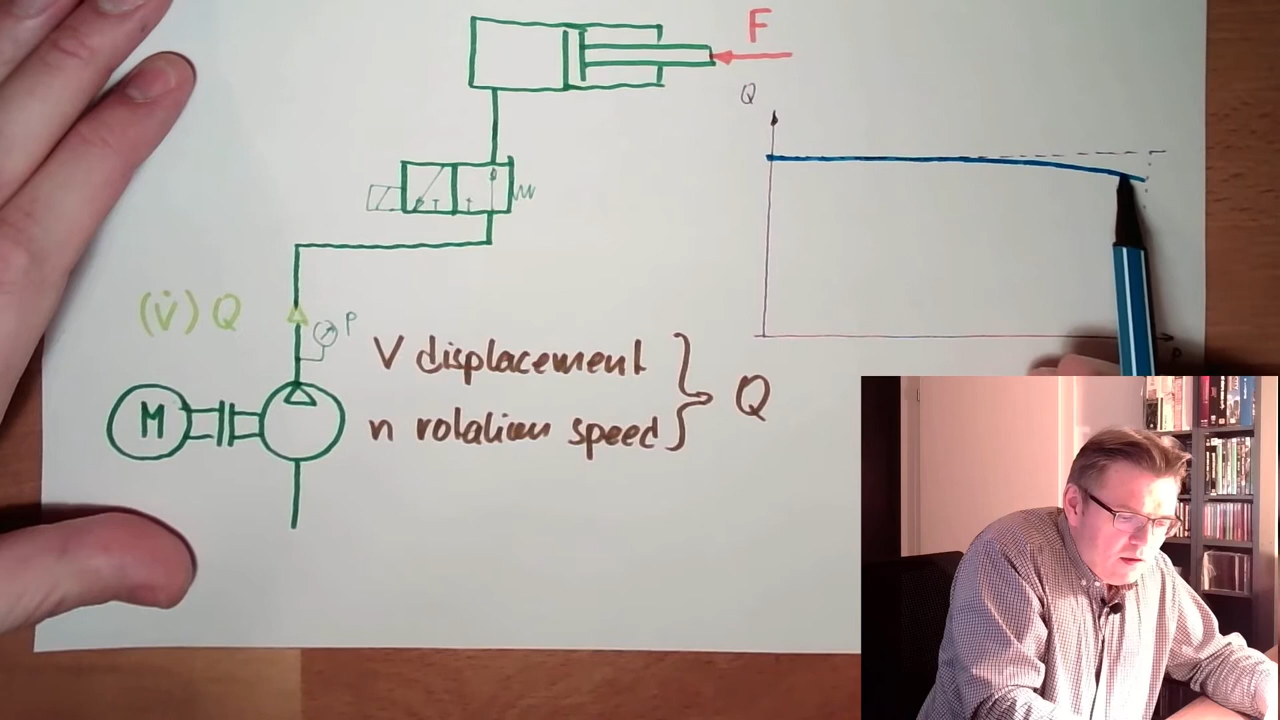 F
Q
T
(V̇) Q
P
V displacement
n rotation speed
Q
M
P